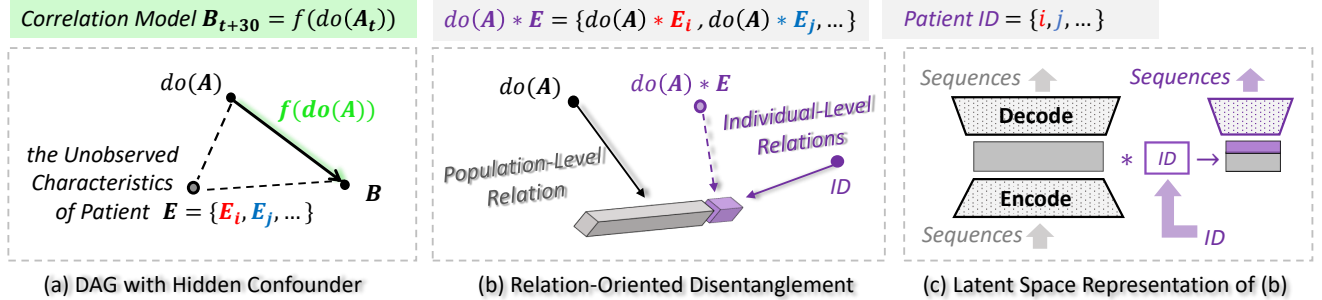 Correlation Model B_{t+30} = f(do(A_t))
do(A) * E = {do(A) * E_i , do(A) * E_j, … }
Patient ID = {i, j, … }
do(A)
f(do(A))
the Unobserved
Characteristics
of Patient E = {E_i, E_j, … }
B
(a) DAG with Hidden Confounder
do(A)
do(A) * E
Individual-Level
Relations
Population-Level
Relation
ID
(b) Relation-Oriented Disentanglement
Sequences
Sequences
Decode
* ID →
Encode
Sequences
ID
(c) Latent Space Representation of (b)